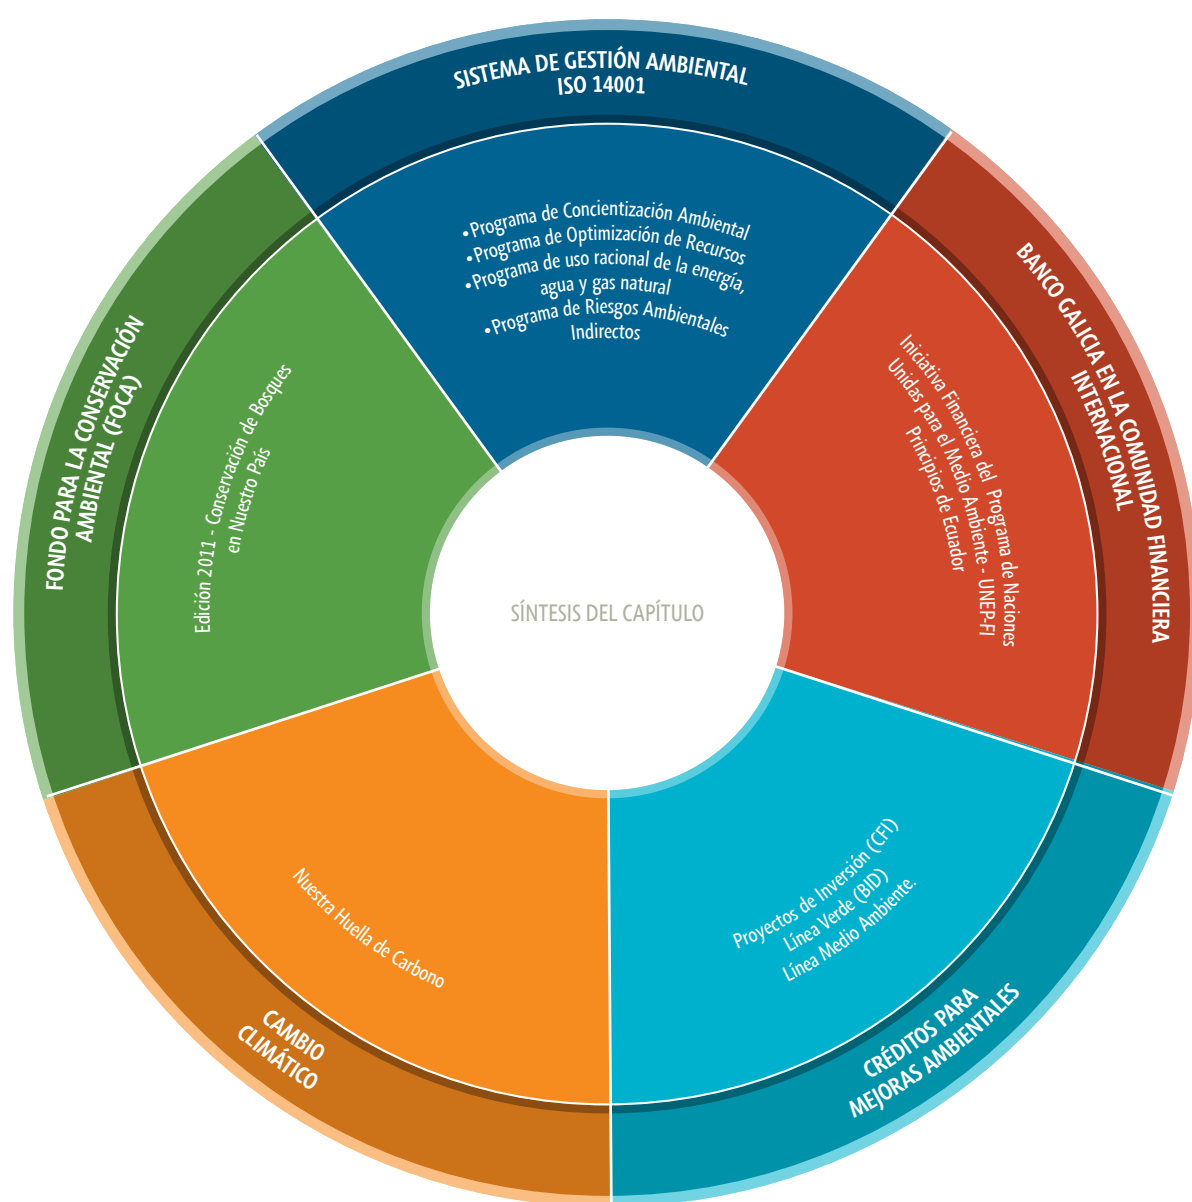 SISTEMA DE GESTIÓN AMBIENTAL
ISO 14001
•Programa de Concientización Ambiental
•Programa de Optimización de Recursos
•Programa de uso racional de la energía,
agua y gas natural
•Programa de Riesgos Ambientales
Indirectos
BANCO GALICIA EN LA COMUNIDAD FINANCIERA
INTERNACIONAL
Iniciativa Financiera del Programa de Naciones
Unidas para el Medio Ambiente - UNEP-FI
Principios de Ecuador
CRÉDITOS PARA
MEJORAS AMBIENTALES
Proyectos de Inversión (CFI)
Línea Verde (BID)
Línea Medio Ambiente.
CAMBIO
CLIMÁTICO
Nuestra Huella de Carbono
FONDO PARA LA CONSERVACIÓN
AMBIENTAL (FOCA)
Edición 2011 - Conservación de Bosques
en Nuestro País
SÍNTESIS DEL CAPÍTULO